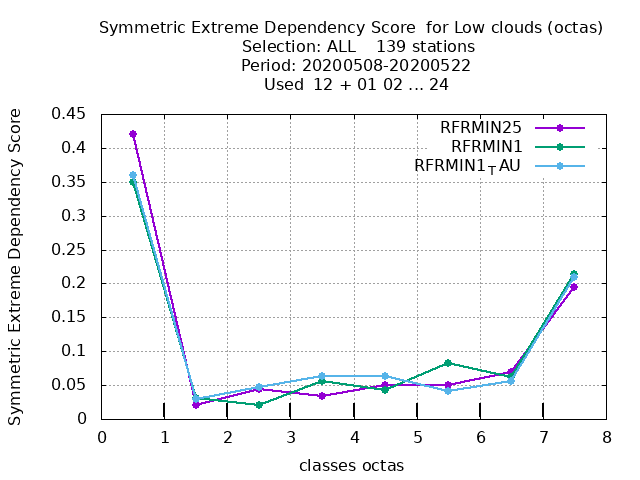 Symmetric Extreme Dependency Score  for Low clouds (octas)
Selection: ALL    139 stations
Period: 20200508-20200522
Used  12 + 01 02 ... 24
Symmetric Extreme Dependency Score
0.45
0.4
0.35
0.3
0.25
0.2
0.15
0.1
0.05
0
RFRMIN25
RFRMIN1
RFRMIN1TAU
0 1 2 3 4 5 6 7 8
classes octas